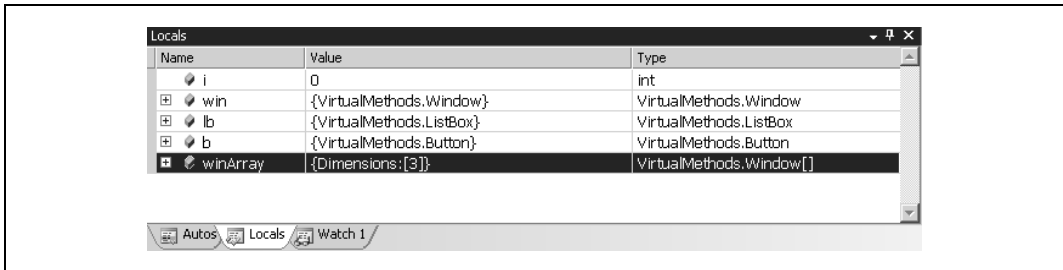 Locals
Name Value Type
i 0 int
win {VirtualMethods.Window} VirtualMethods.Window
lb {VirtualMethods.ListBox} VirtualMethods.ListBox
b {VirtualMethods.Button} VirtualMethods.Button
winArray {Dimensions:[3]} VirtualMethods.Window[]
Autos Locals Watch 1